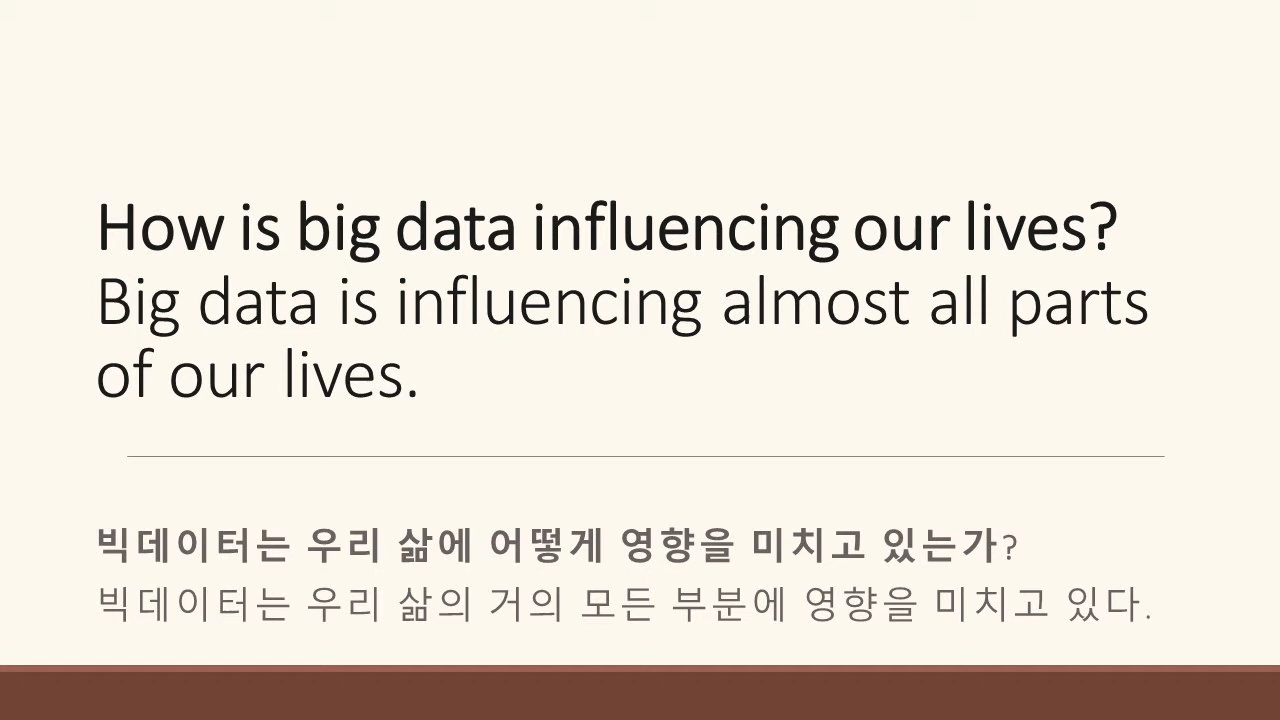 How is big data influencing our lives?
Big data is influencing almost all parts
of our lives.
빅데이터는 우리 삶에 어떻게 영향을 미치고 있는가?
빅데이터는 우리 삶의 거의 모든 부분에 영향을 미치고 있다.